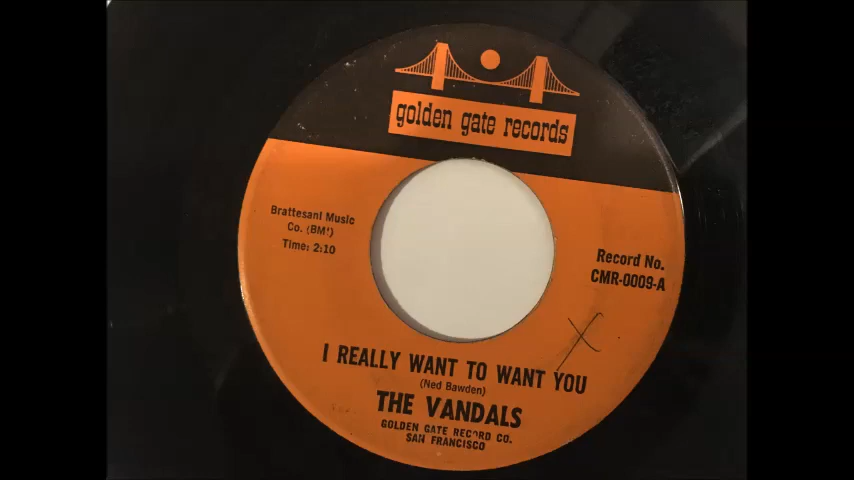 golden gate records
Brattesani Music
Co. (BMI)
Time: 2:10
Record No.
CMR-0009-A
I REALLY WANT TO WANT YOU
(Ned Bawden)
THE VANDALS
GOLDEN GATE RECORD CO.
SAN FRANCISCO